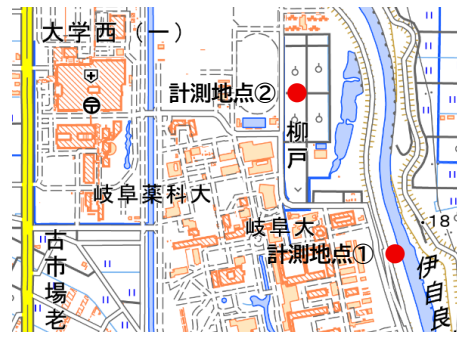 大学西（一）
計測地点②
柳戸
岐阜薬科大
岐阜大
計測地点①
・18
伊自良
古市場老